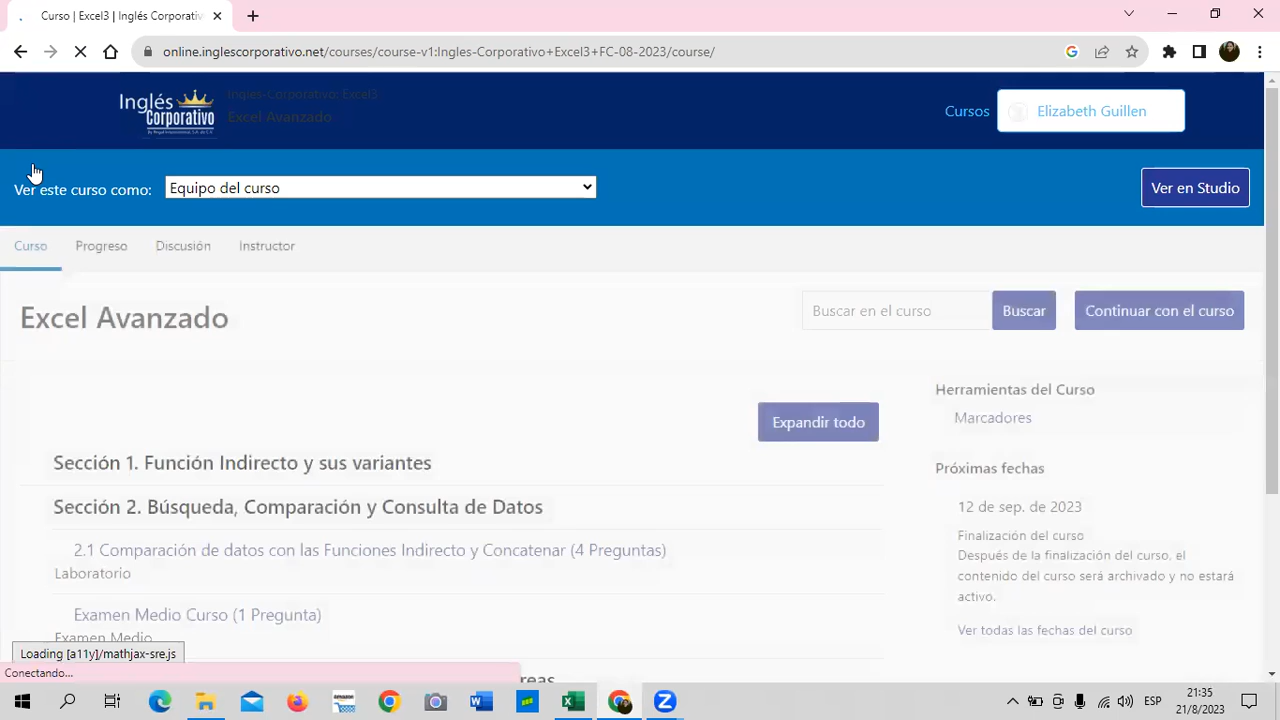 Curso | Excel3 | Inglés Corporativo
online.inglescorporativo.net/courses/course-v1:Ingles-Corporativo+Excel3+FC-08-2023/course/
Inglés
Corporativo
Ingles-Corporativo: Excel3
Excel Avanzado
Cursos
Elizabeth Guillen
Ver este curso como:
Equipo del curso
Ver en Studio
Curso
Progreso
Discusión
Instructor
Excel Avanzado
Buscar en el curso
Buscar
Continuar con el curso
Expandir todo
Sección 1. Función Indirecto y sus variantes
Sección 2. Búsqueda, Comparación y Consulta de Datos
2.1 Comparación de datos con las Funciones Indirecto y Concatenar (4 Preguntas)
Laboratorio
Examen Medio Curso (1 Pregunta)
Examen Medio
Herramientas del Curso
Marcadores
Próximas fechas
12 de sep. de 2023
Finalización del curso
Después de la finalización del curso, el
contenido del curso será archivado y no estará
activo.
Ver todas las fechas del curso
Loading [a11y]/mathjax-sre.js
Conectando...
ESP
21:35
21/8/2023